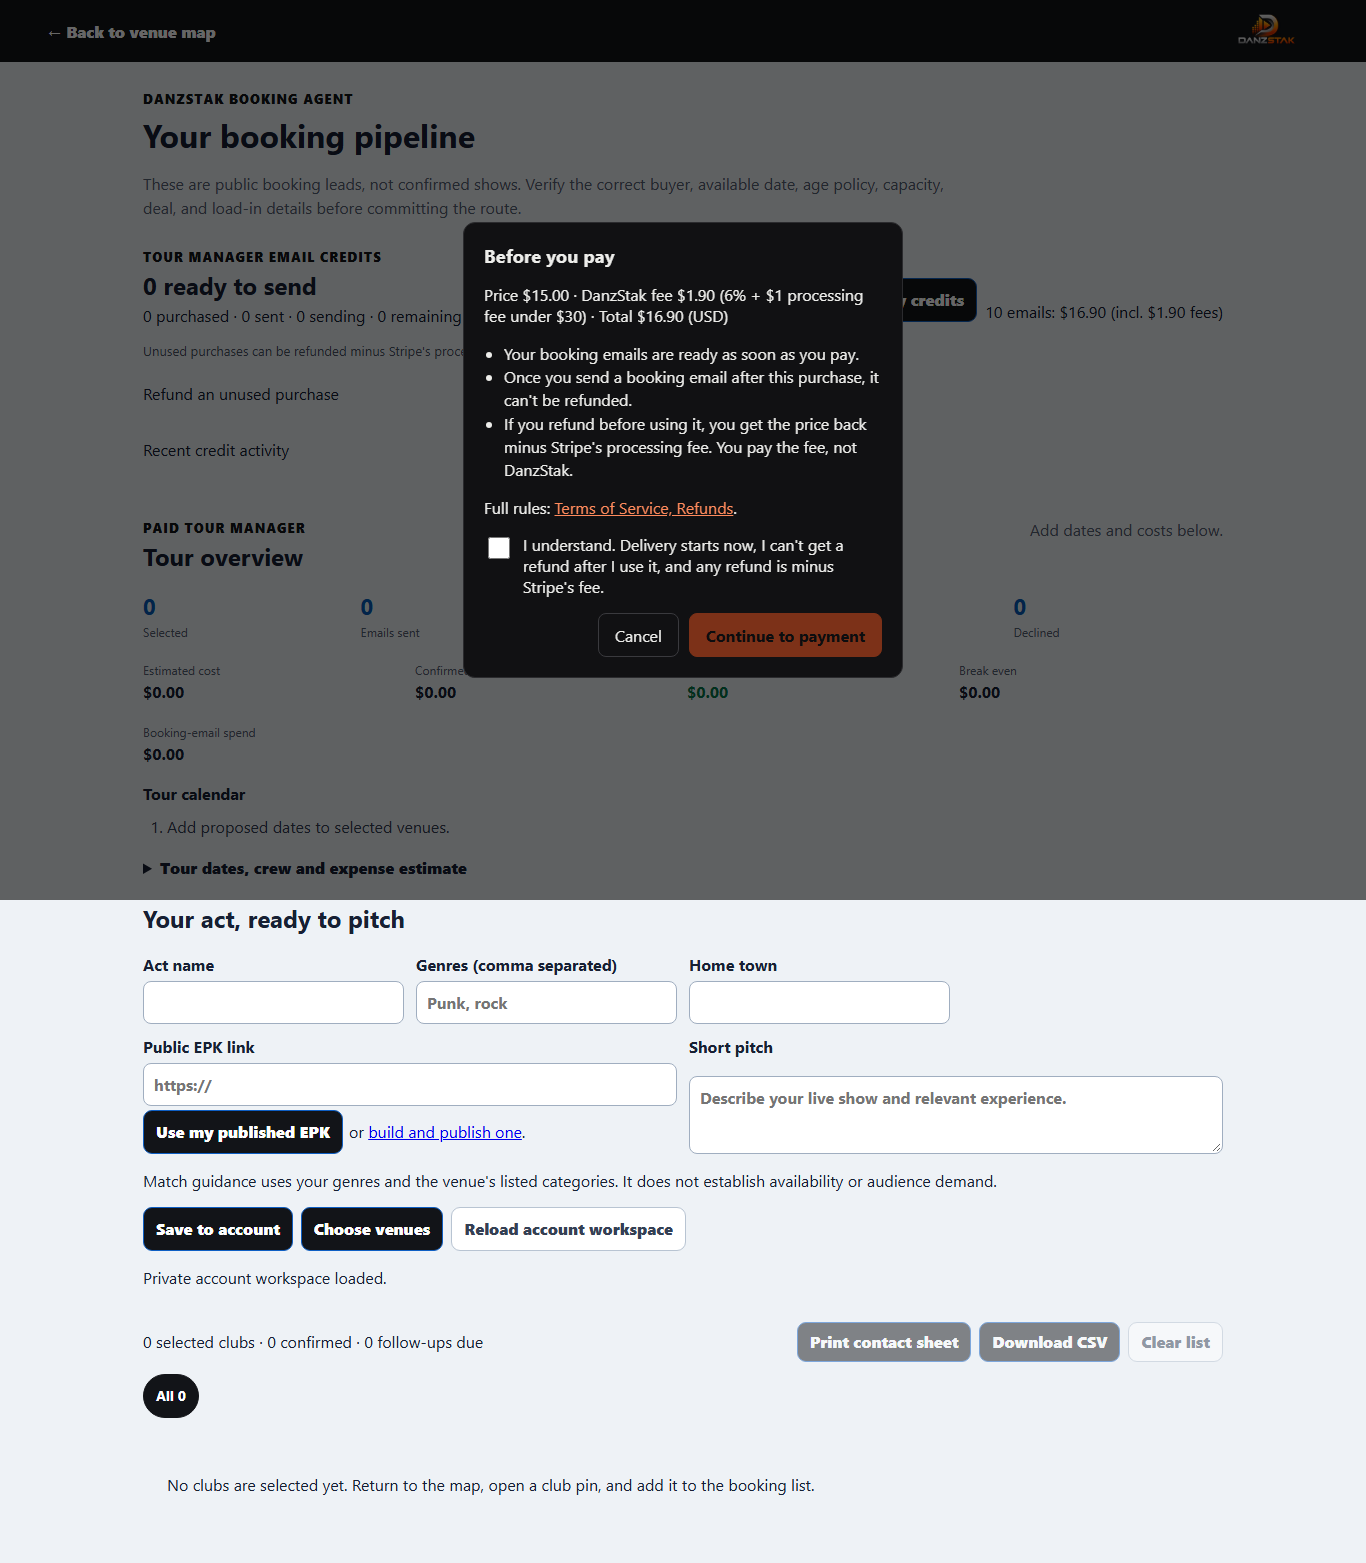 ← Back to venue map
DANZSTAK
DANZSTAK BOOKING AGENT
Your booking pipeline
These are public booking leads, not confirmed shows. Verify the correct buyer, available date, age policy, capacity,
deal, and load-in details before committing the route.
TOUR MANAGER EMAIL CREDITS
0 ready to send
0 purchased · 0 sent · 0 sending · 0 remaining
credits
10 emails: $16.90 (incl. $1.90 fees)
Unused purchases can be refunded minus Stripe's
Refund an unused purchase
Recent credit activity
Before you pay
Price $15.00 · DanzStak fee $1.90 (6% + $1 processing
fee under $30) · Total $16.90 (USD)
Your booking emails are ready as soon as you pay.
Once you send a booking email after this purchase, it
can't be refunded.
If you refund before using it, you get the price back
minus Stripe's processing fee. You pay the fee, not
DanzStak.
Full rules: Terms of Service, Refunds.
I understand. Delivery starts now, I can't get a
refund after I use it, and any refund is minus
Stripe's fee.
Cancel
Continue to payment
PAID TOUR MANAGER
Tour overview
Add dates and costs below.
0
Selected
0
Emails sent
0
Declined
Estimated cost
$0.00
$0.00
$0.00
Break even
$0.00
Booking-email spend
$0.00
Tour calendar
1. Add proposed dates to selected venues.
Tour dates, crew and expense estimate
Your act, ready to pitch
Act name
Genres (comma separated)
Punk, rock
Home town
Public EPK link
https://
Use my published EPK or build and publish one.
Short pitch
Describe your live show and relevant experience.
Match guidance uses your genres and the venue's listed categories. It does not establish availability or audience demand.
Save to account
Choose venues
Reload account workspace
Private account workspace loaded.
0 selected clubs · 0 confirmed · 0 follow-ups due
Print contact sheet
Download CSV
Clear list
All 0
No clubs are selected yet. Return to the map, open a club pin, and add it to the booking list.